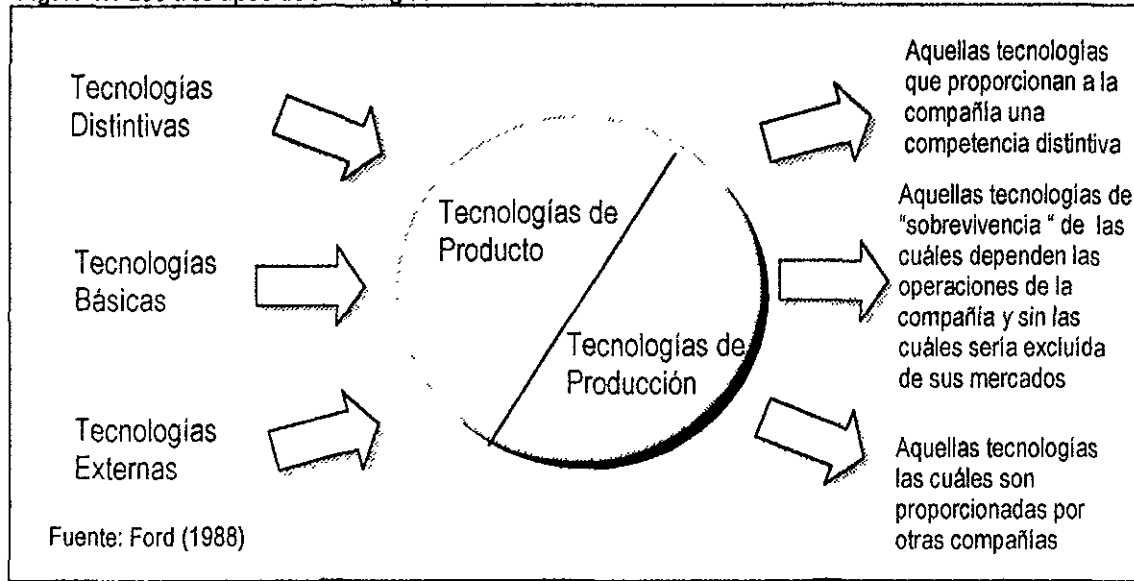 Tecnologías
Distintivas
Tecnologías
Básicas
Tecnologías
Externas
Tecnologías de
Producto
Tecnologías de
Producción
Aquellas tecnologías
que proporcionan a la
compañía una
competencia distintiva
Aquellas tecnologías de
"sobrevivencia " de las
cuáles dependen las
operaciones de la
compañía y sin las
cuáles sería excluída
de sus mercados
Aquellas tecnologías
las cuáles son
proporcionadas por
otras compañías
Fuente: Ford (1988)